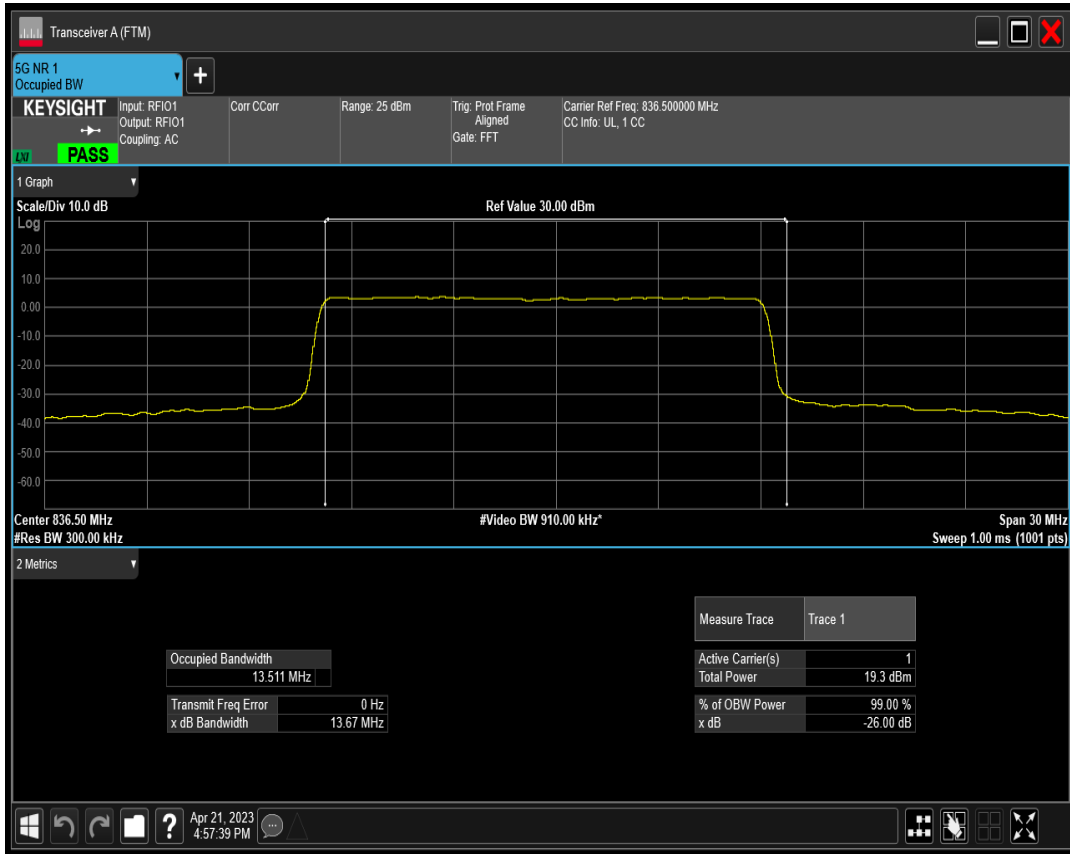 Transceiver A (FTM)
5G NR 1
Occupied BW
+
KEYSIGHT
LXI
PASS
Input: RFIO1
Output: RFIO1
Coupling: AC
Corr CCorr
Range: 25 dBm
Trig: Prot Frame
Aligned
Gate: FFT
Carrier Ref Freq: 836.500000 MHz
CC Info: UL, 1 CC
1 Graph
Scale/Div 10.0 dB
Ref Value 30.00 dBm
Log
20.0
10.0
0.00
-10.0
-20.0
-30.0
-40.0
-50.0
-60.0
Center 836.50 MHz
#Video BW 910.00 kHz*
Span 30 MHz
#Res BW 300.00 kHz
Sweep 1.00 ms (1001 pts)
2 Metrics
Measure Trace Trace 1
Occupied Bandwidth
13.511 MHz
Transmit Freq Error 0 Hz
x dB Bandwidth 13.67 MHz
Active Carrier(s) 1
Total Power 19.3 dBm
% of OBW Power 99.00 %
x dB -26.00 dB
?
Apr 21, 2023
4:57:39 PM